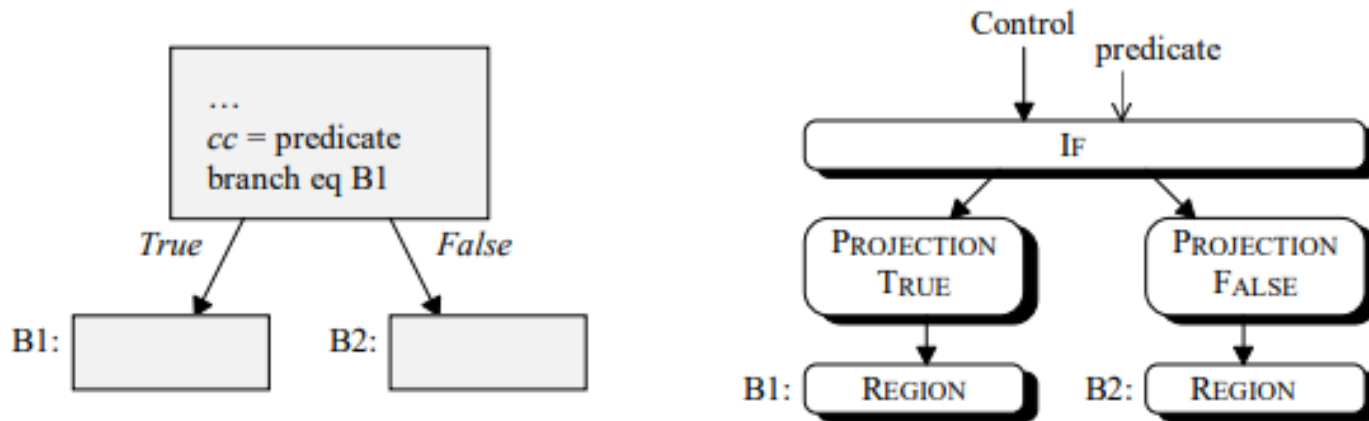 …
cc = predicate
branch eq B1
True
False
B1:
B2:
Control
predicate
IF
PROJECTION
TRUE
PROJECTION
FALSE
B1:
REGION
B2:
REGION